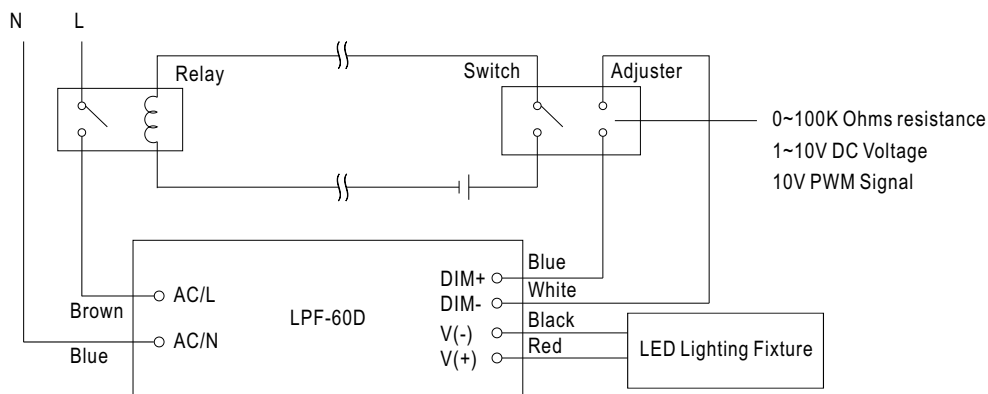 N
L
Relay
Switch
Adjuster
0~100K Ohms resistance
1~10V DC Voltage
10V PWM Signal
Brown
AC/L
Blue
AC/N
LPF-60D
DIM+
Blue
DIM-
White
V(-)
Black
V(+)
Red
LED Lighting Fixture